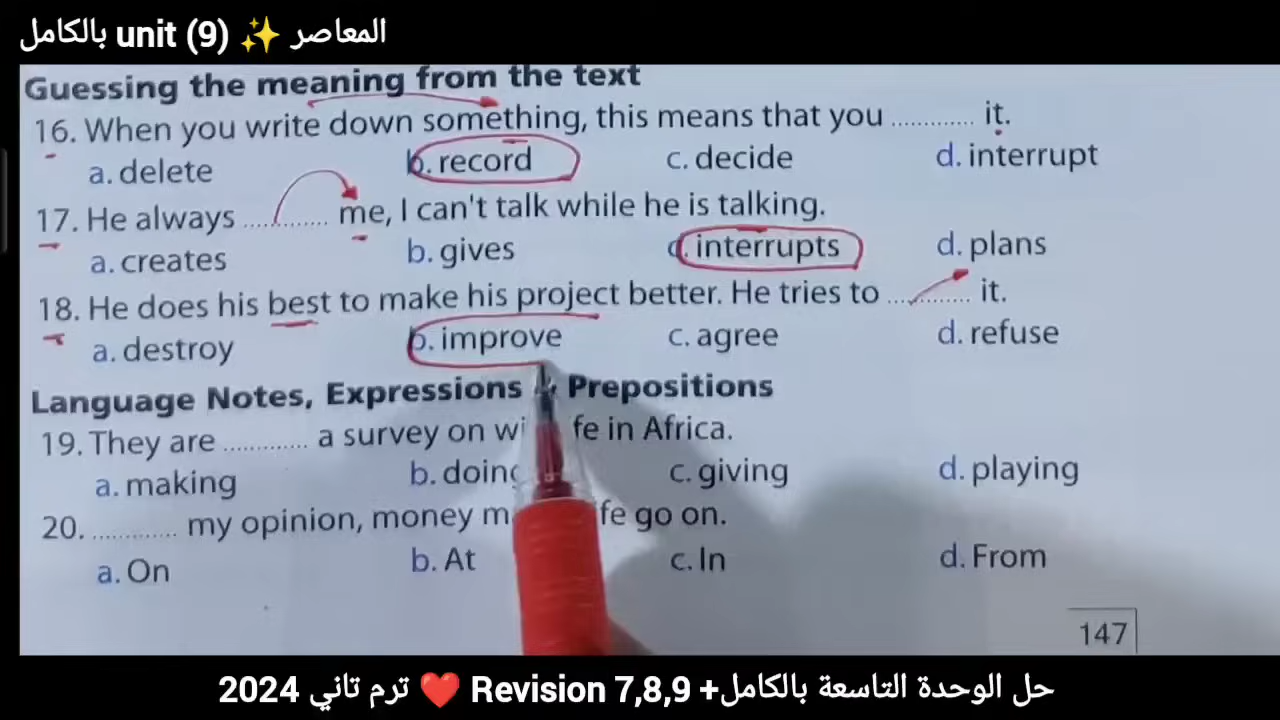 المعاصر ✨ unit (9) بالكامل
Guessing the meaning from the text
16. When you write down something, this means that you ............ it.
a. delete b. record c. decide d. interrupt
17. He always ............ me, I can't talk while he is talking.
a. creates b. gives c. interrupts d. plans
18. He does his best to make his project better. He tries to ............ it.
a. destroy b. improve c. agree d. refuse
Language Notes, Expressions & Prepositions
19. They are ............ a survey on in Africa.
a. making b. doing c. giving d. playing
20. ............ my opinion, money go on.
a. On b. At c. In d. From
147
حل الوحدة التاسعة بالكامل+ Revision 7,8,9 ❤️ ترم تاني 2024